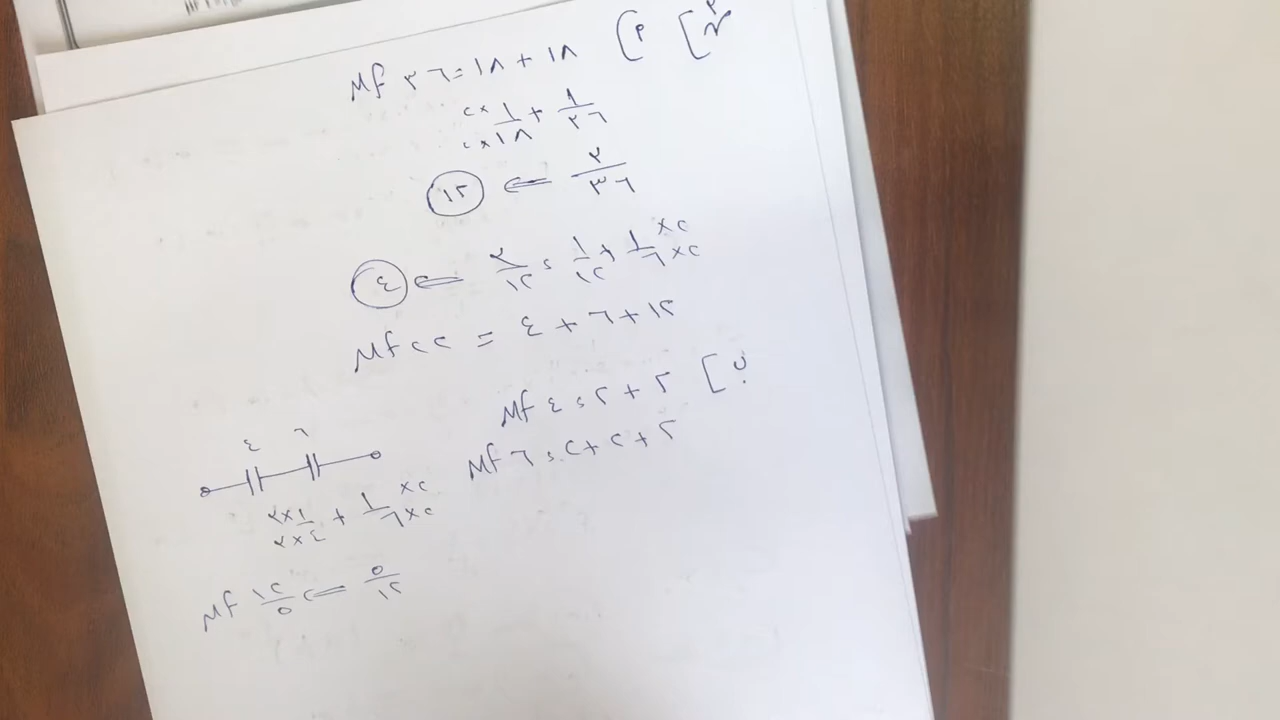 ٣] أ) ١٨ + ١٨ = ٣٦ Mf
١/٣٦ + ١×٢/١٨×٢
٣/٣٦ ⇐ ١٢
١×٢/٦×٢ + ١/١٢ = ٣/١٢ ⇐ ٤
١٢ + ٦ + ٤ = ٢٢ Mf
ب] ٢ + ٢ = ٤ Mf
٢ + ٢ + ٢ = ٦ Mf
٤ ٦
١×٢/٦×٢ + ١×٣/٤×٣
٥/١٢ ⇐ ١٢/٥ Mf